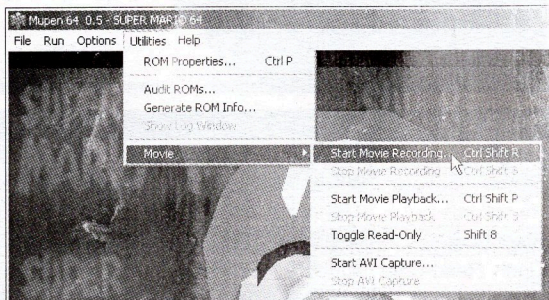 Mupen 64 0.5 - SUPER MARIO 64
File Run Options Utilities Help
ROM Properties... Ctrl P
Audit ROMs...
Generate ROM Info...
Show Log Window
Movie
Start Movie Recording... Ctrl Shift R
Stop Movie Recording Ctrl Shift S
Start Movie Playback... Ctrl Shift P
Stop Movie Playback Ctrl Shift S
Toggle Read-Only Shift 8
Start AVI Capture...
Stop AVI Capture
SUPER